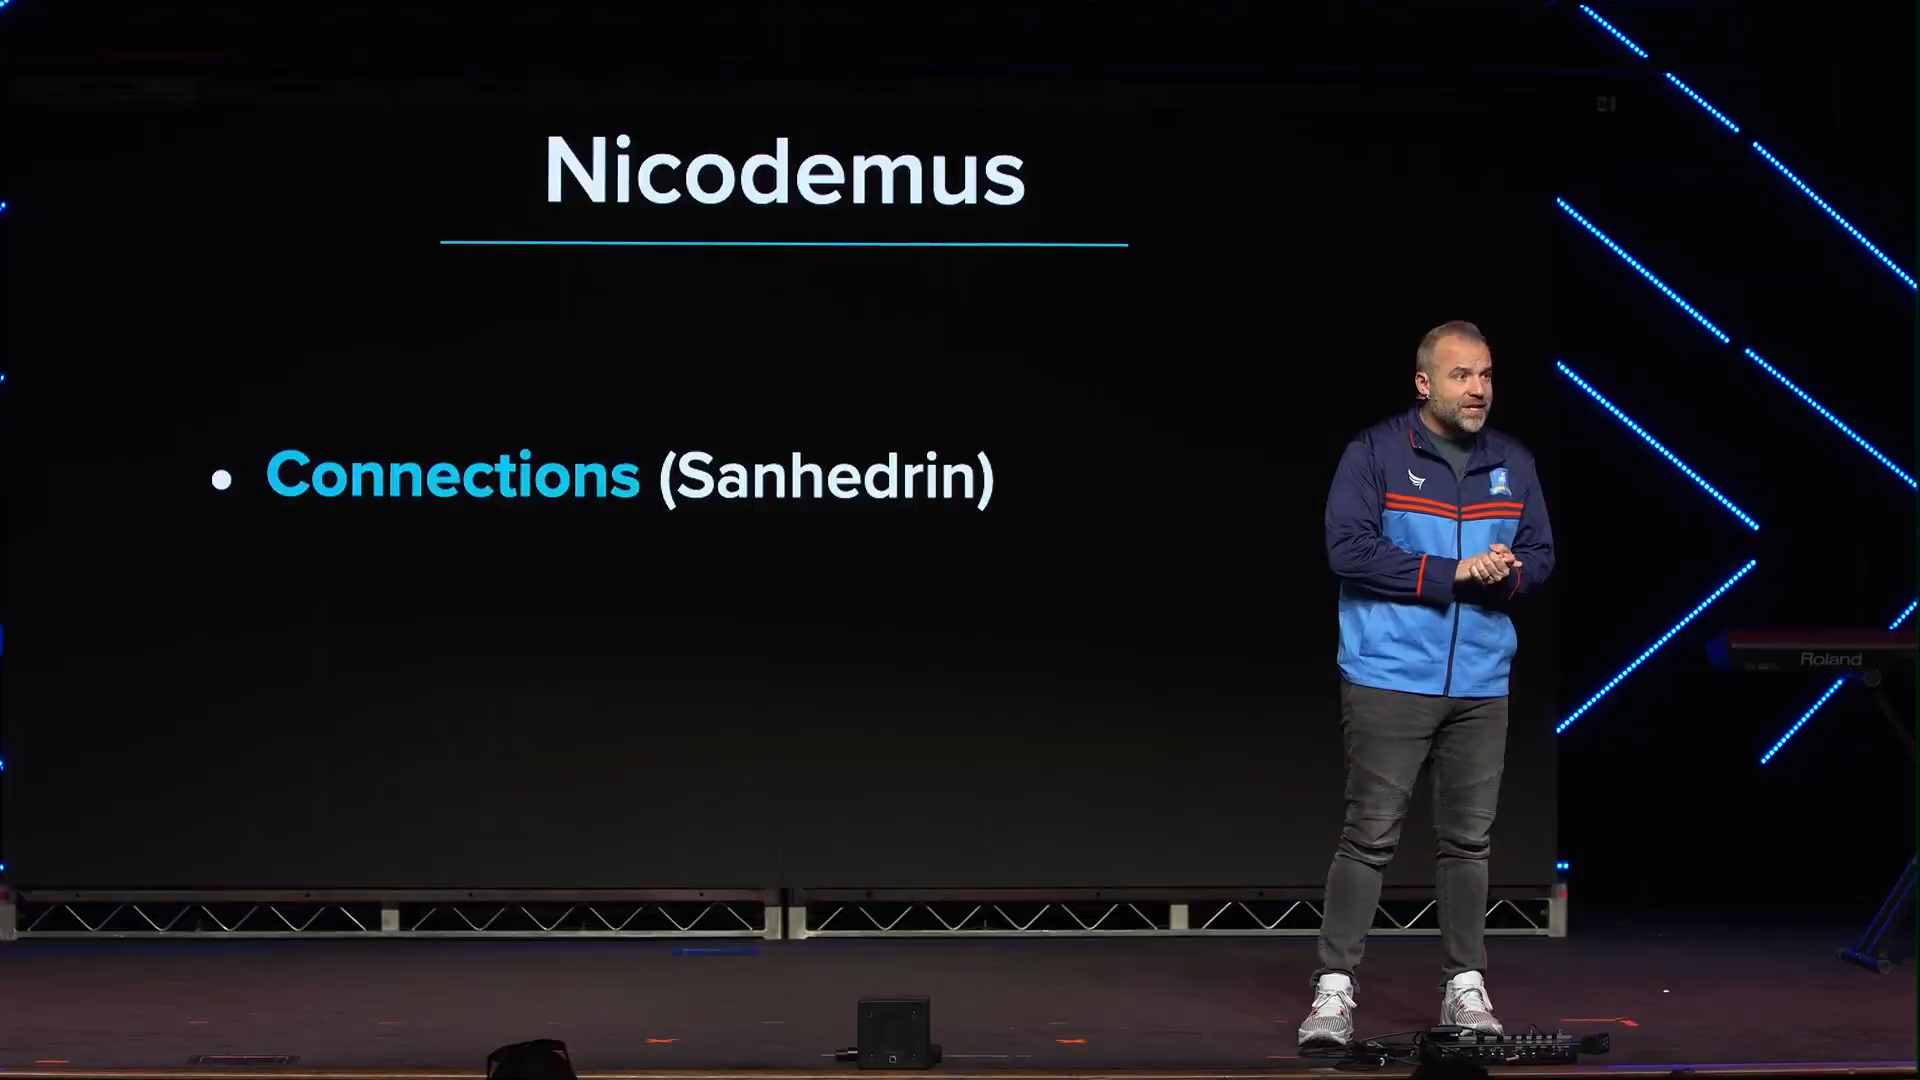 Nicodemus
• Connections (Sanhedrin)
Roland